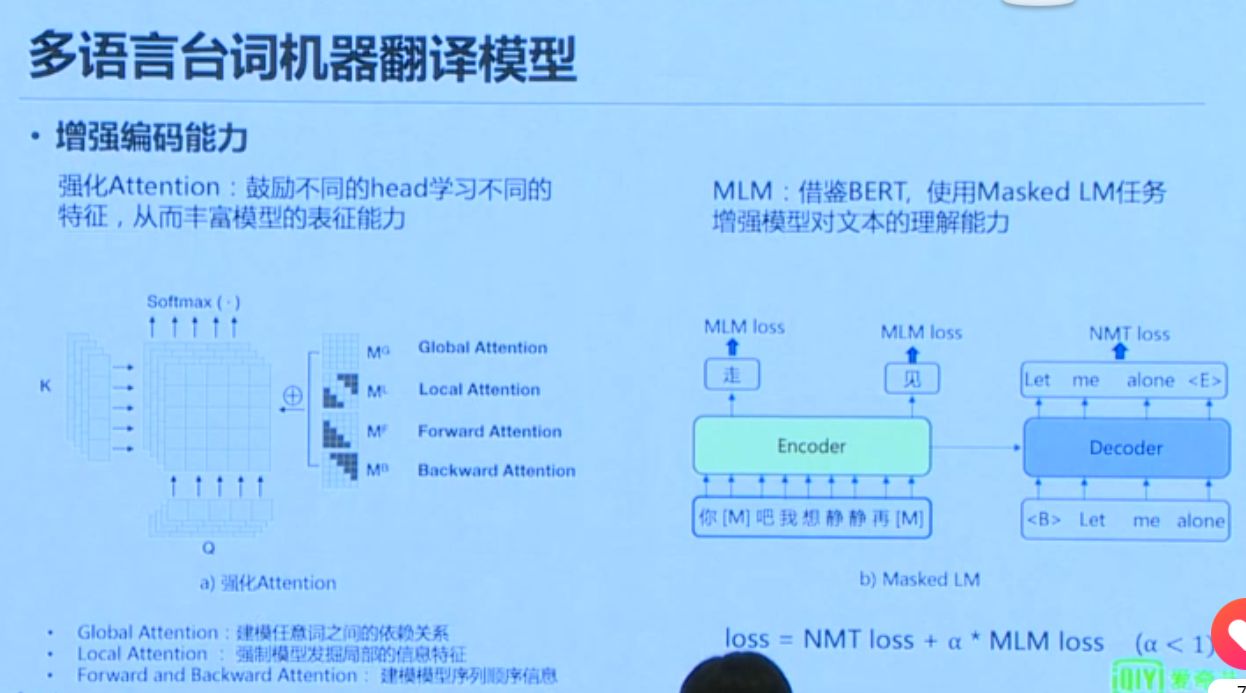 多语言台词机器翻译模型
• 增强编码能力
强化Attention：鼓励不同的head学习不同的
特征，从而丰富模型的表征能力
MLM：借鉴BERT, 使用Masked LM任务
增强模型对文本的理解能力
Softmax ( · )
K
Q
M^G Global Attention
M^L Local Attention
M^F Forward Attention
M^B Backward Attention
a) 强化Attention
MLM loss
MLM loss
NMT loss
走
见
Let me alone <E>
Encoder
Decoder
你 [M] 吧 我 想 静 静 再 [M]
<B> Let me alone
b) Masked LM
• Global Attention：建模任意词之间的依赖关系
• Local Attention ： 强制模型发掘局部的信息特征
• Forward and Backward Attention： 建模模型序列顺序信息
loss = NMT loss + α * MLM loss (α < 1)
iQIYI 爱奇艺
7